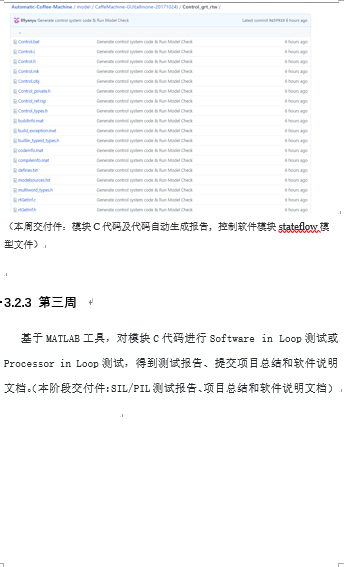 Automatic-Coffee-Machine / model / CaffeMachine-GUI(allinone-20171024) / Control_grt_rtw /
Generate control system code & Run Model Check
6 hours ago
..
Control.bat Generate control system code & Run Model Check 6 hours ago
Control.c Generate control system code & Run Model Check 6 hours ago
Control.h Generate control system code & Run Model Check 6 hours ago
Control.mk Generate control system code & Run Model Check 6 hours ago
Control.obj Generate control system code & Run Model Check 6 hours ago
Control_private.h Generate control system code & Run Model Check 6 hours ago
Control_ref.rsp Generate control system code & Run Model Check 6 hours ago
Control_types.h Generate control system code & Run Model Check 6 hours ago
buildInfo.mat Generate control system code & Run Model Check 6 hours ago
build_exception.mat Generate control system code & Run Model Check 6 hours ago
builtin_typeid_types.h Generate control system code & Run Model Check 6 hours ago
codeInfo.mat Generate control system code & Run Model Check 6 hours ago
compileInfo.mat Generate control system code & Run Model Check 6 hours ago
defines.txt Generate control system code & Run Model Check 6 hours ago
modelsources.txt Generate control system code & Run Model Check 6 hours ago
multiword_types.h Generate control system code & Run Model Check 6 hours ago
rtGetInf.c Generate control system code & Run Model Check 6 hours ago
rtGetInf.h Generate control system code & Run Model Check 6 hours ago
（本周交付件：模块 C 代码及代码自动生成报告，控制软件模块 stateflow 模
型文件）
3.2.3 第三周
基于 MATLAB 工具，对模块 C 代码进行 Software in Loop 测试或
Processor in Loop 测试，得到测试报告、提交项目总结和软件说明
文档。（本阶段交付件：SIL/PIL 测试报告、项目总结和软件说明文档）